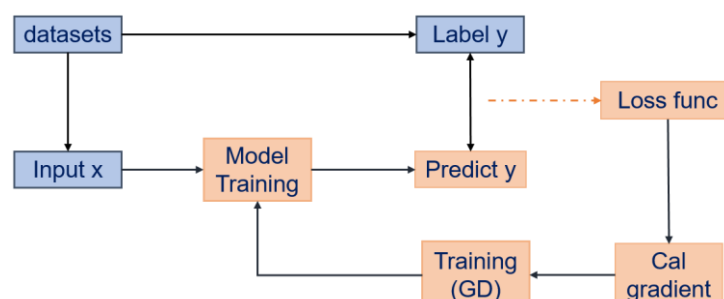 datasets
Label y
Loss func
Input x
Model
Training
Predict y
Training
(GD)
Cal
gradient